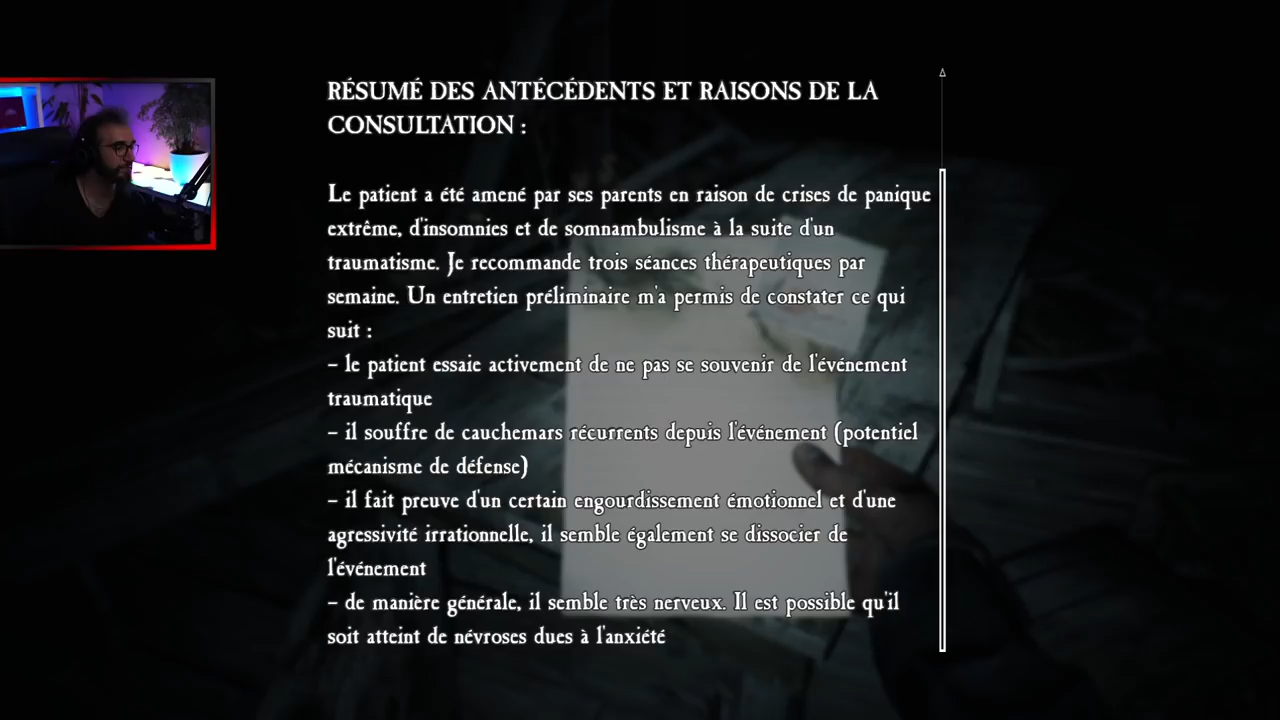 RÉSUMÉ DES ANTÉCÉDENTS ET RAISONS DE LA
CONSULTATION :
Le patient a été amené par ses parents en raison de crises de panique
extrême, d'insomnies et de somnambulisme à la suite d'un
traumatisme. Je recommande trois séances thérapeutiques par
semaine. Un entretien préliminaire m'a permis de constater ce qui
suit :
– le patient essaie activement de ne pas se souvenir de l'événement
traumatique
– il souffre de cauchemars récurrents depuis l'événement (potentiel
mécanisme de défense)
– il fait preuve d'un certain engourdissement émotionnel et d'une
agressivité irrationnelle, il semble également se dissocier de
l'événement
– de manière générale, il semble très nerveux. Il est possible qu'il
soit atteint de névroses dues à l'anxiété